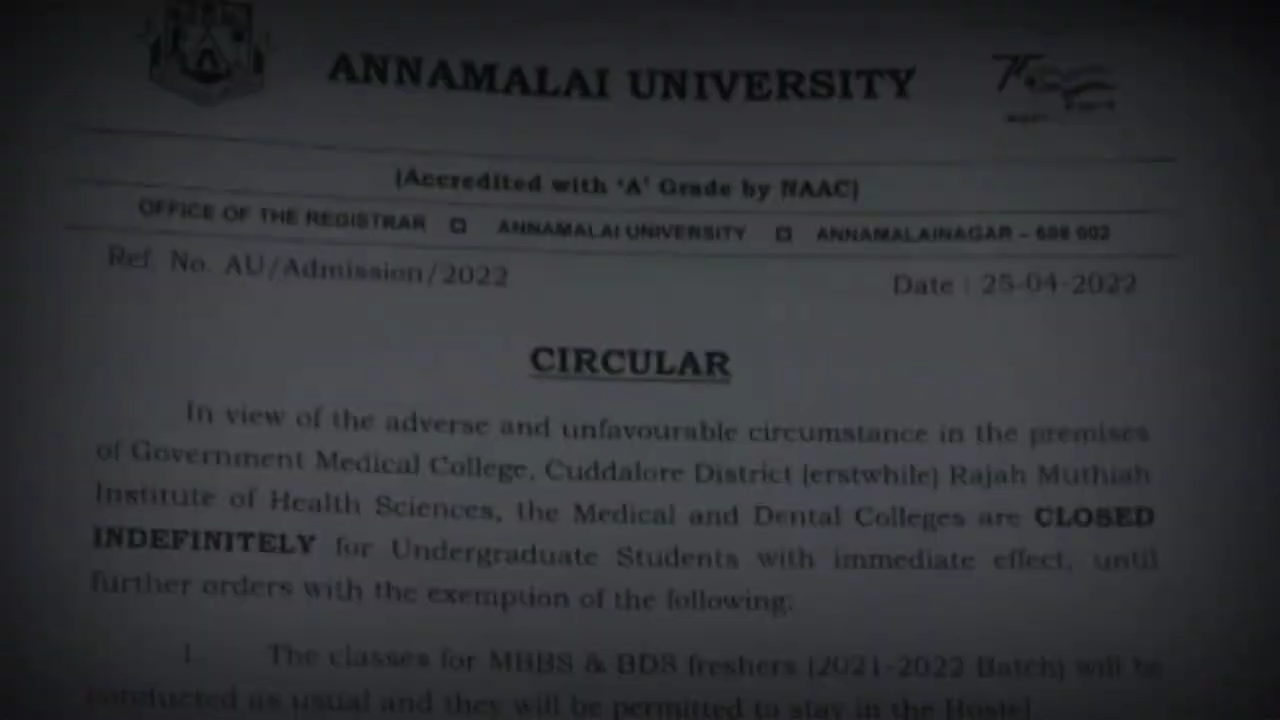 ANNAMALAI UNIVERSITY
(Accredited with 'A' Grade by NAAC)
OFFICE OF THE REGISTRAR ANNAMALAI UNIVERSITY ANNAMALAINAGAR – 608 002
Ref. No. AU/Admission/2022 Date : 25-04-2022
CIRCULAR
In view of the adverse and unfavourable circumstance in the premises
of Government Medical College, Cuddalore District (erstwhile) Rajah Muthiah
Institute of Health Sciences, the Medical and Dental Colleges are CLOSED
INDEFINITELY for Undergraduate Students with immediate effect, until
further orders with the exemption of the following.
1. The classes for MBBS & BDS freshers (2021-2022 Batch) will be
conducted as usual and they will be permitted to stay in the Hostel.